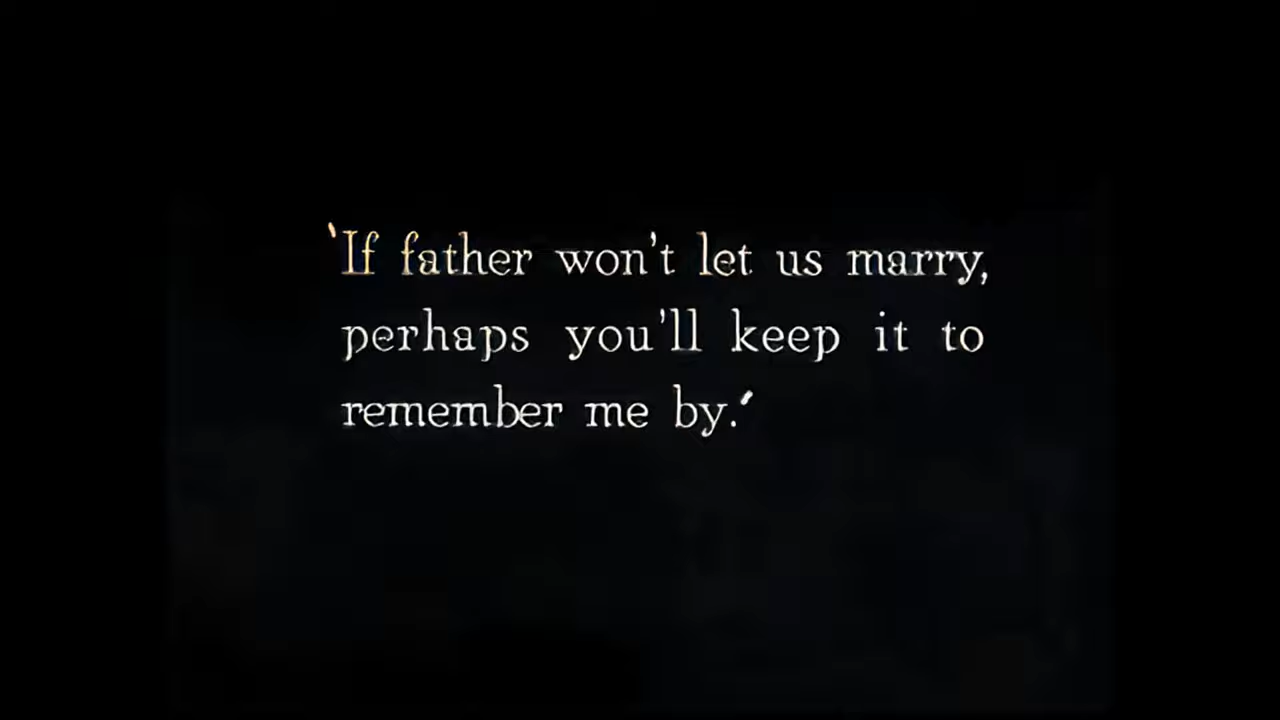 'If father won't let us marry,
perhaps you'll keep it to
remember me by.'